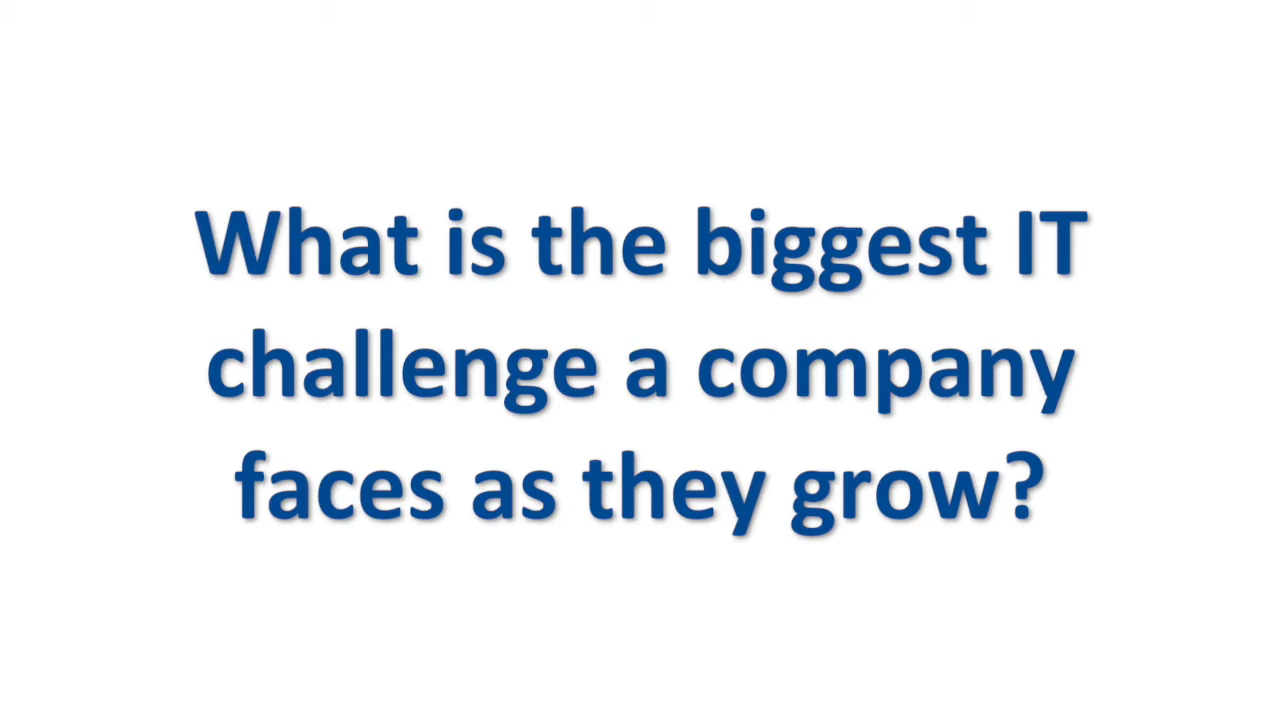 What is the biggest IT
challenge a company
faces as they grow?